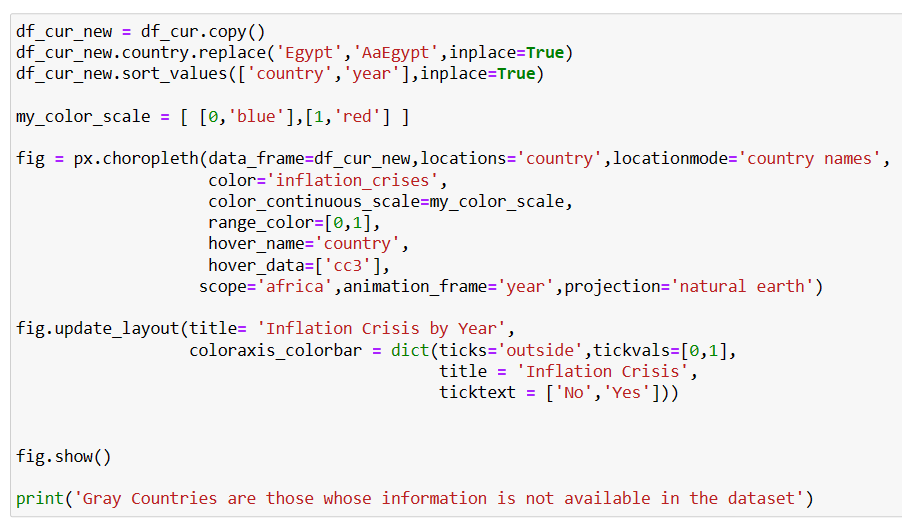 df_cur_new = df_cur.copy()
df_cur_new.country.replace('Egypt','AaEgypt',inplace=True)
df_cur_new.sort_values(['country','year'],inplace=True)
my_color_scale = [ [0,'blue'],[1,'red'] ]
fig = px.choropleth(data_frame=df_cur_new,locations='country',locationmode='country names',
color='inflation_crises',
color_continuous_scale=my_color_scale,
range_color=[0,1],
hover_name='country',
hover_data=['cc3'],
scope='africa',animation_frame='year',projection='natural earth')
fig.update_layout(title= 'Inflation Crisis by Year',
coloraxis_colorbar = dict(ticks='outside',tickvals=[0,1],
title = 'Inflation Crisis',
ticktext = ['No','Yes']))
fig.show()
print('Gray Countries are those whose information is not available in the dataset')